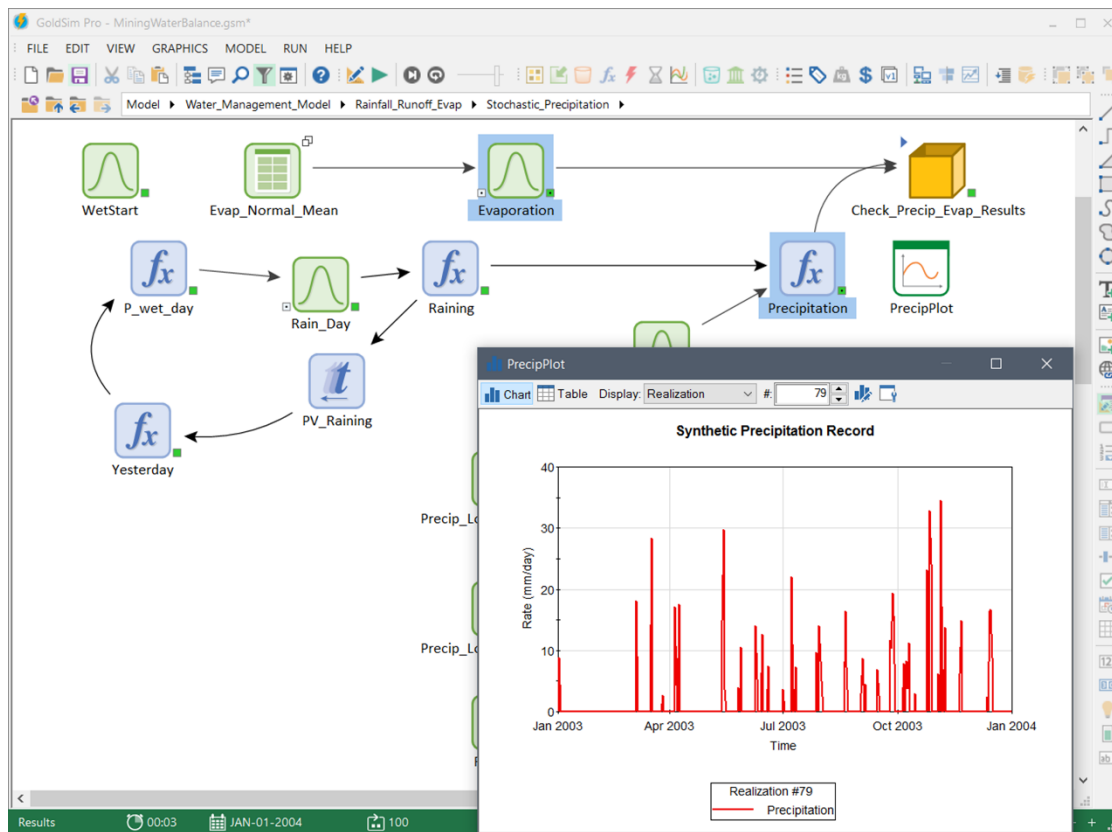 GoldSim Pro - MiningWaterBalance.gsm*
FILE EDIT VIEW GRAPHICS MODEL RUN HELP
Model Water_Management_Model Rainfall_Runoff_Evap Stochastic_Precipitation
WetStart
Evap_Normal_Mean
Evaporation
Check_Precip_Evap_Results
P_wet_day
Rain_Day
Raining
Precipitation
PrecipPlot
PV_Raining
Yesterday
Precip_Lo
Precip_Lo
PrecipPlot
Chart Table Display: Realization #: 79
Synthetic Precipitation Record
Rate (mm/day)
40
30
20
10
0
Jan 2003 Apr 2003 Jul 2003 Oct 2003 Jan 2004
Time
Realization #79
Precipitation
Results 00:03 JAN-01-2004 100